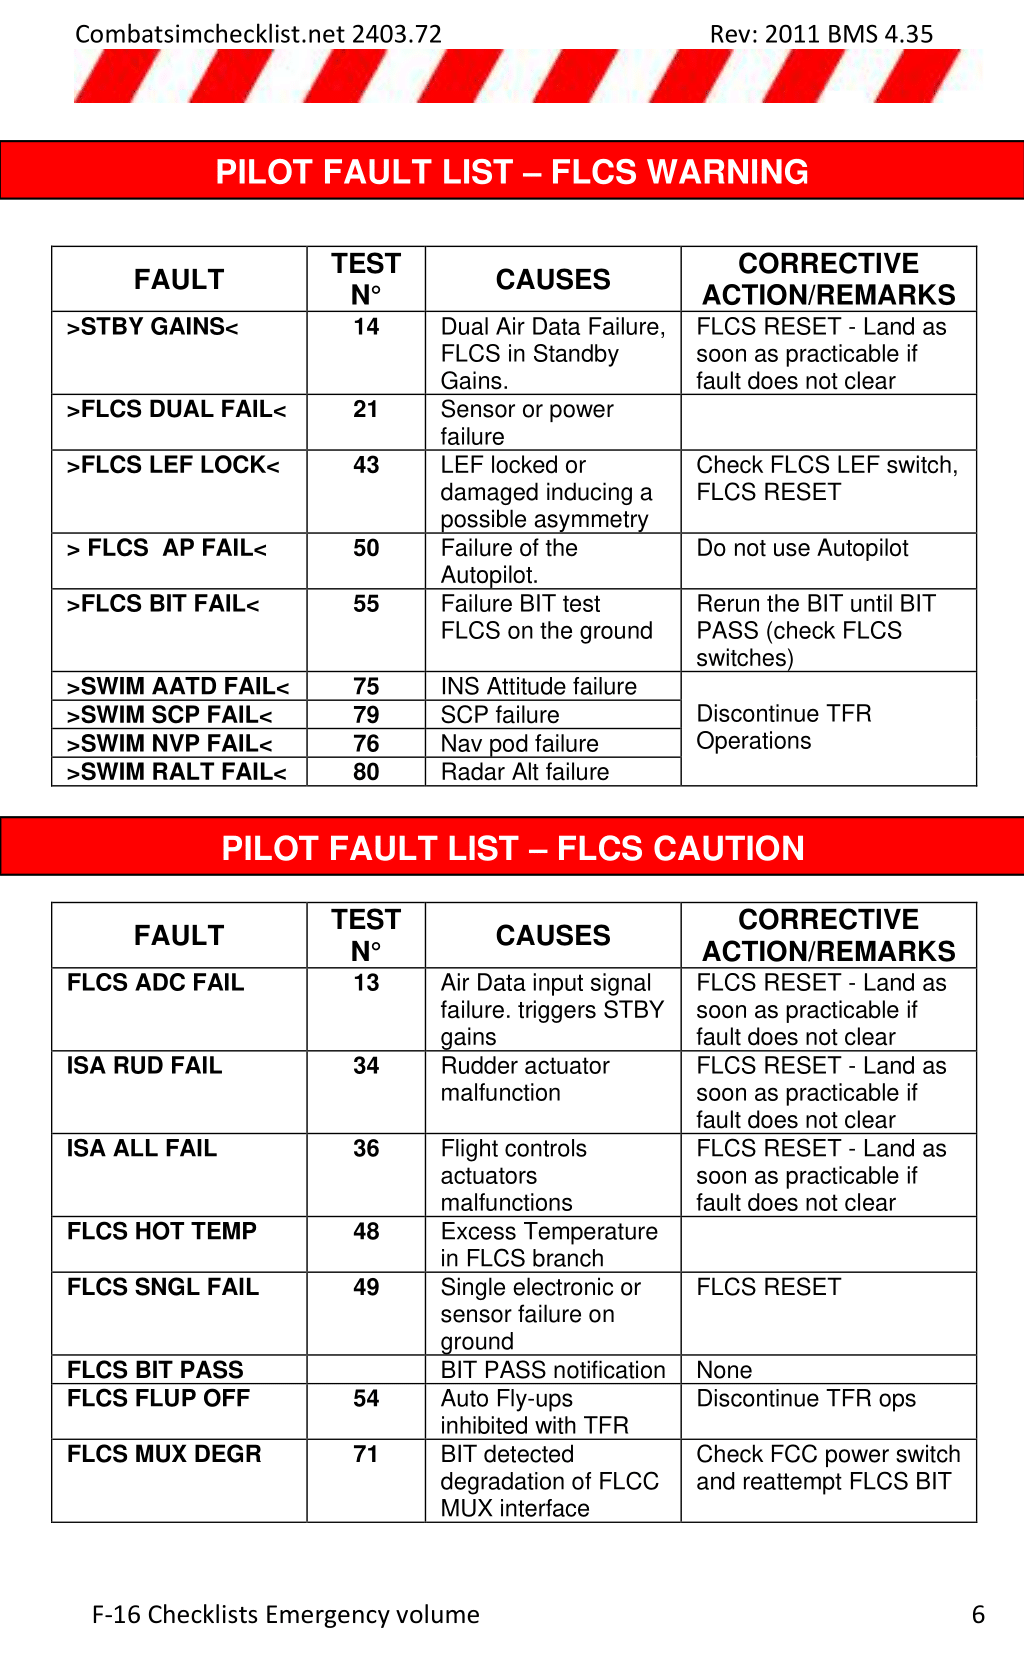 Combatsimchecklist.net 2403.72 Rev: 2011 BMS 4.35
PILOT FAULT LIST – FLCS WARNING
FAULT TEST N° CAUSES CORRECTIVE ACTION/REMARKS
>STBY GAINS< 14 Dual Air Data Failure, FLCS RESET - Land as
FLCS in Standby soon as practicable if
Gains. fault does not clear
>FLCS DUAL FAIL< 21 Sensor or power
failure
>FLCS LEF LOCK< 43 LEF locked or Check FLCS LEF switch,
damaged inducing a FLCS RESET
possible asymmetry
> FLCS  AP FAIL< 50 Failure of the Do not use Autopilot
Autopilot.
>FLCS BIT FAIL< 55 Failure BIT test Rerun the BIT until BIT
FLCS on the ground PASS (check FLCS
switches)
>SWIM AATD FAIL< 75 INS Attitude failure
>SWIM SCP FAIL< 79 SCP failure Discontinue TFR
>SWIM NVP FAIL< 76 Nav pod failure Operations
>SWIM RALT FAIL< 80 Radar Alt failure
PILOT FAULT LIST – FLCS CAUTION
FAULT TEST N° CAUSES CORRECTIVE ACTION/REMARKS
FLCS ADC FAIL 13 Air Data input signal FLCS RESET - Land as
failure. triggers STBY soon as practicable if
gains fault does not clear
ISA RUD FAIL 34 Rudder actuator FLCS RESET - Land as
malfunction soon as practicable if
fault does not clear
ISA ALL FAIL 36 Flight controls FLCS RESET - Land as
actuators soon as practicable if
malfunctions fault does not clear
FLCS HOT TEMP 48 Excess Temperature
in FLCS branch
FLCS SNGL FAIL 49 Single electronic or FLCS RESET
sensor failure on
ground
FLCS BIT PASS BIT PASS notification None
FLCS FLUP OFF 54 Auto Fly-ups Discontinue TFR ops
inhibited with TFR
FLCS MUX DEGR 71 BIT detected Check FCC power switch
degradation of FLCC and reattempt FLCS BIT
MUX interface
F-16 Checklists Emergency volume 6